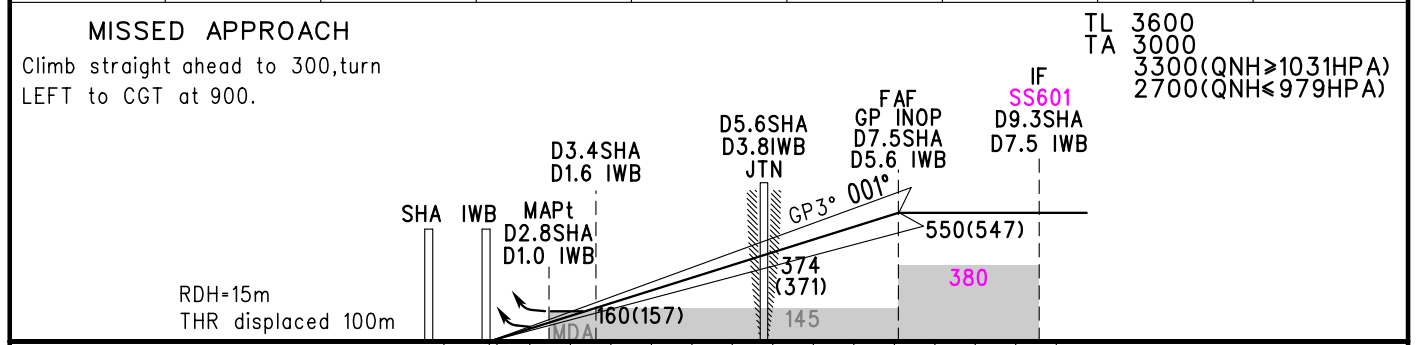 MISSED APPROACH
Climb straight ahead to 300,turn
LEFT to CGT at 900.
TL 3600
TA 3000
3300(QNH≥1031HPA)
2700(QNH≤979HPA)
IF
SS601
D9.3SHA
D7.5 IWB
FAF
GP INOP
D7.5SHA
D5.6 IWB
D5.6SHA
D3.8IWB
JTN
D3.4SHA
D1.6 IWB
MAPt
D2.8SHA
D1.0 IWB
SHA IWB
GP3° 001°
550(547)
374
(371)
380
160(157)
145
MDA
RDH=15m
THR displaced 100m